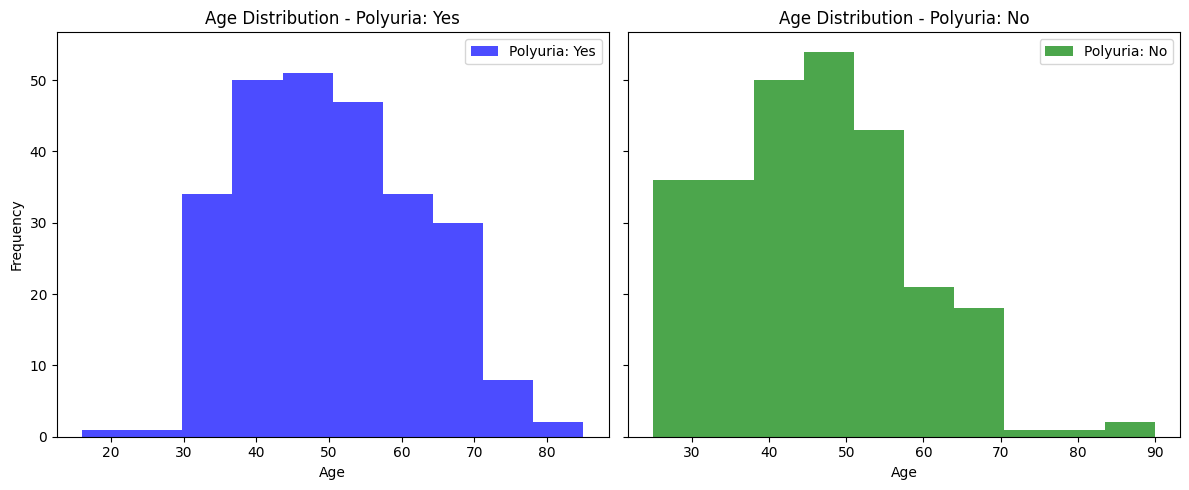 Age Distribution - Polyuria: Yes
Polyuria: Yes
Frequency
50
40
30
20
10
0
20 30 40 50 60 70 80
Age
Age Distribution - Polyuria: No
Polyuria: No
30 40 50 60 70 80 90
Age